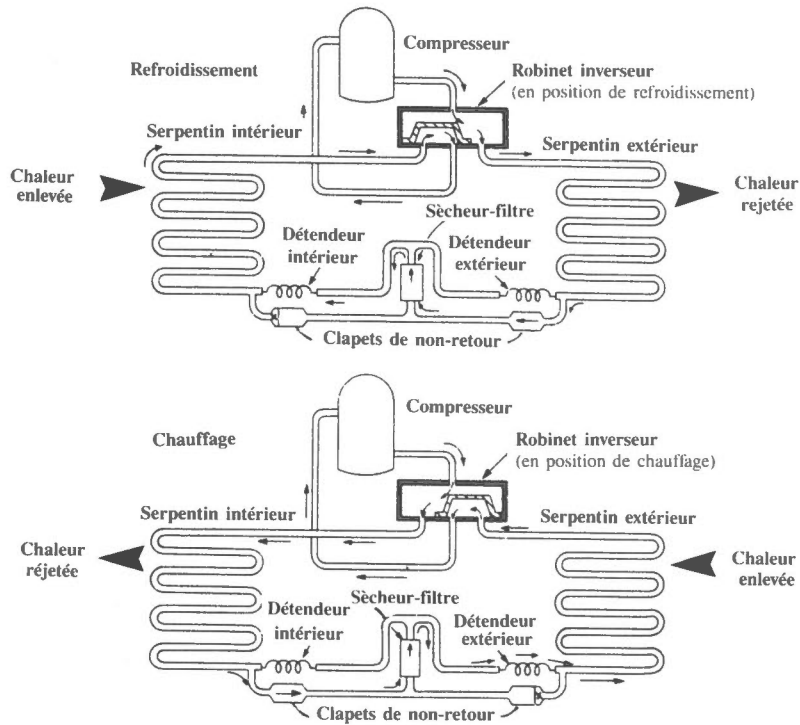 Compresseur
Refroidissement
Robinet inverseur
(en position de refroidissement)
Serpentin intérieur
Serpentin extérieur
Chaleur
enlevée
Chaleur
rejetée
Sècheur-filtre
Détendeur
intérieur
Détendeur
extérieur
Clapets de non-retour
Compresseur
Chauffage
Robinet inverseur
(en position de chauffage)
Serpentin intérieur
Serpentin extérieur
Chaleur
réjetée
Chaleur
enlevée
Sècheur-filtre
Détendeur
intérieur
Détendeur
extérieur
Clapets de non-retour